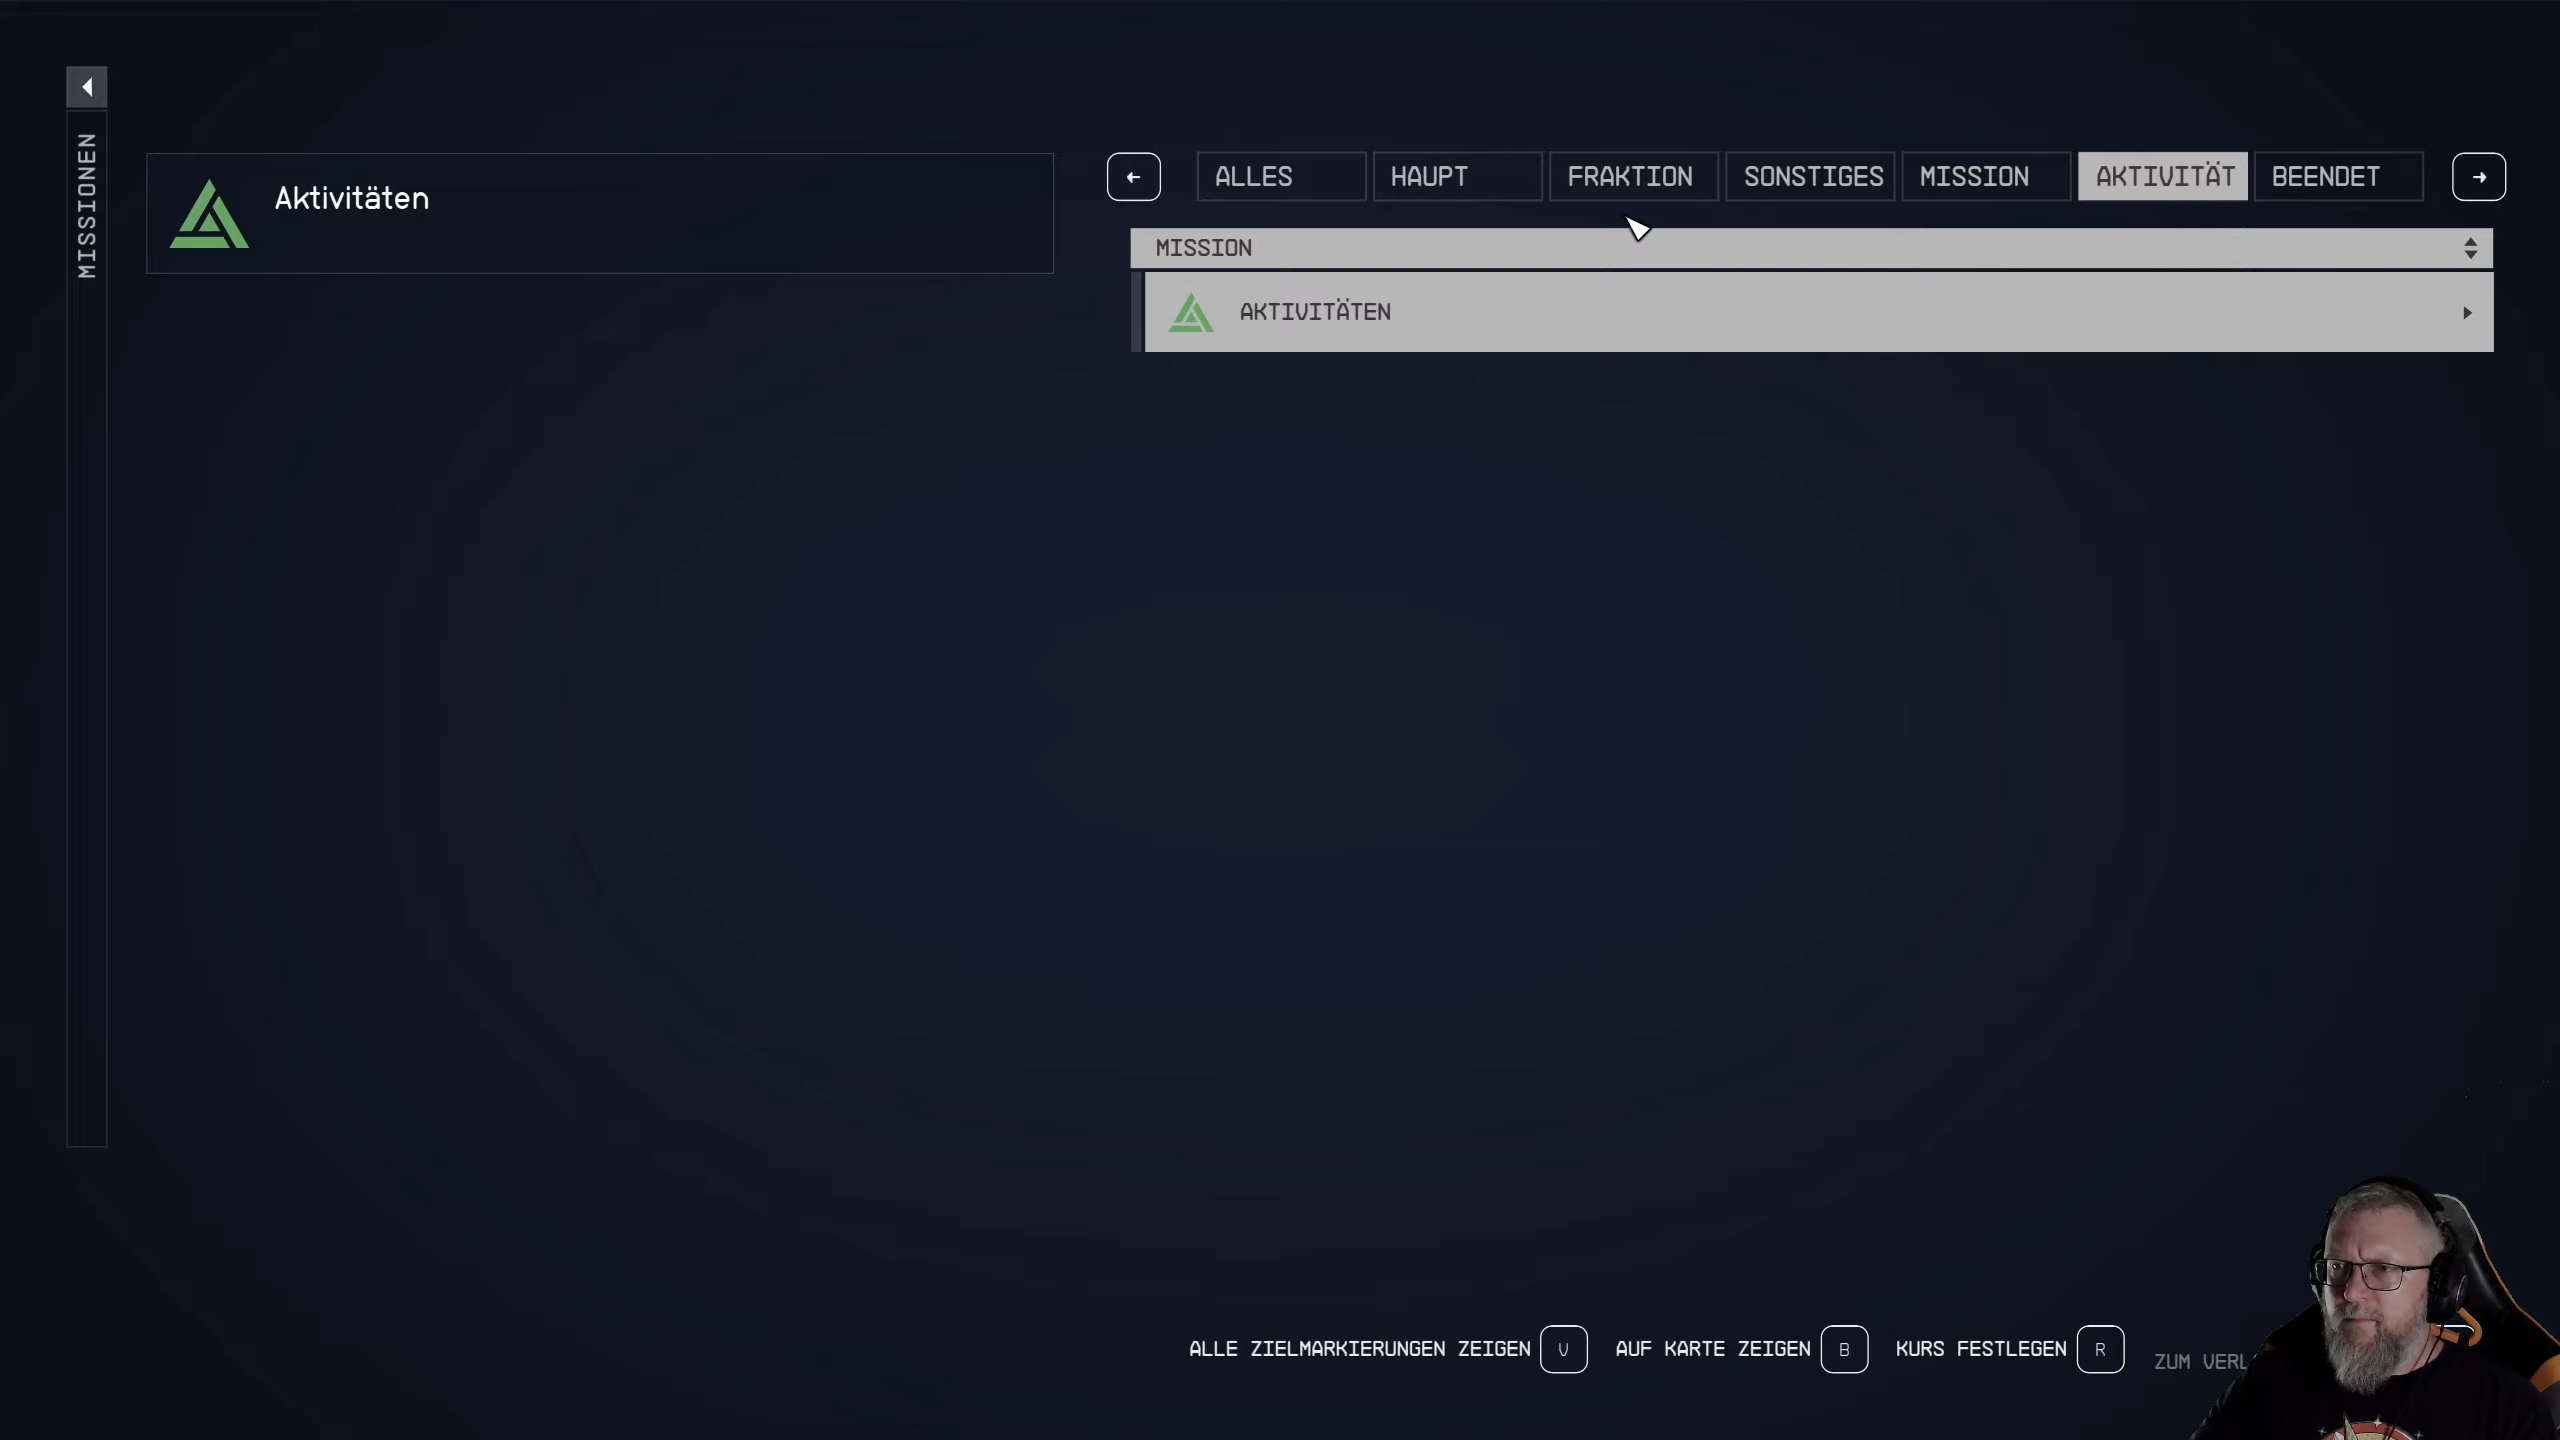 MISSIONEN
Aktivitäten
ALLES HAUPT FRAKTION SONSTIGES MISSION AKTIVITÄT BEENDET
MISSION
AKTIVITÄTEN
ALLE ZIELMARKIERUNGEN ZEIGEN V AUF KARTE ZEIGEN B KURS FESTLEGEN R
ZUM